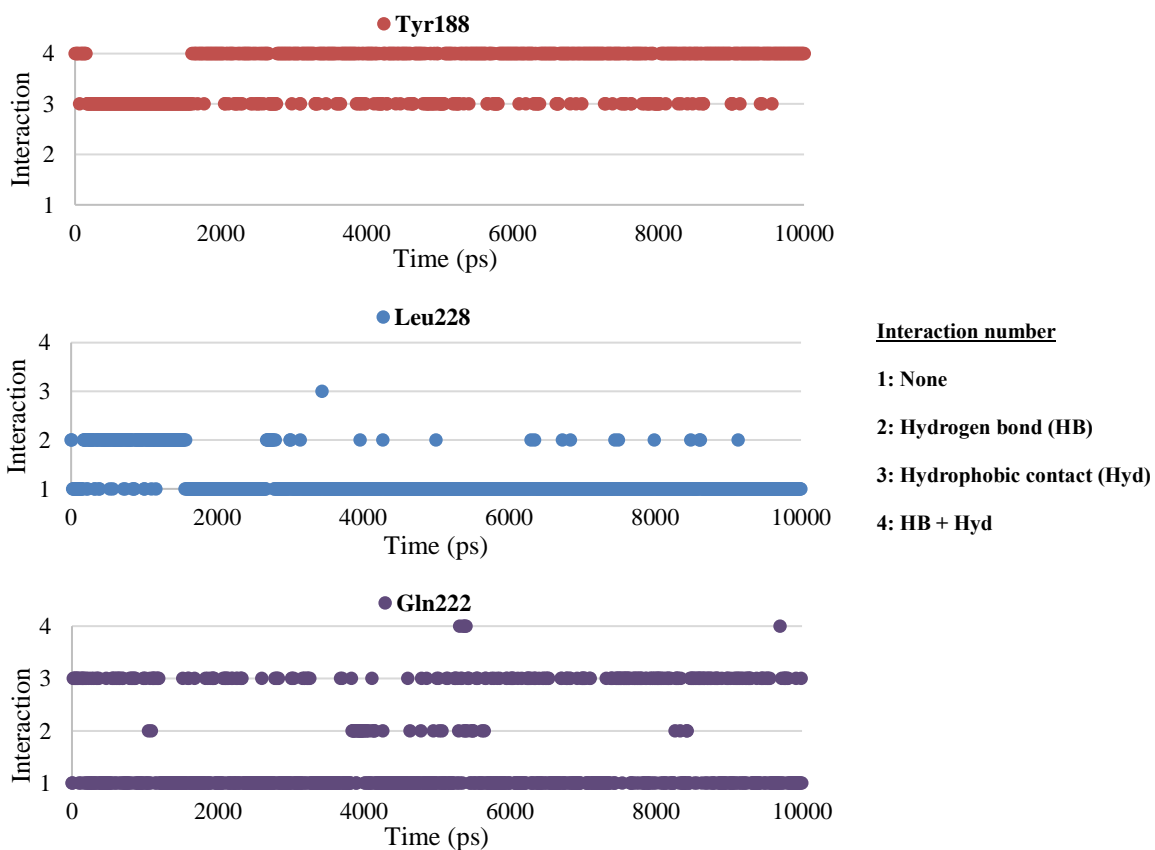 Tyr188
Interaction
4
3
2
1
0 2000 4000 6000 8000 10000
Time (ps)
Leu228
Interaction
4
3
2
1
0 2000 4000 6000 8000 10000
Time (ps)
Gln222
Interaction
4
3
2
1
0 2000 4000 6000 8000 10000
Time (ps)
Interaction number
1: None
2: Hydrogen bond (HB)
3: Hydrophobic contact (Hyd)
4: HB + Hyd